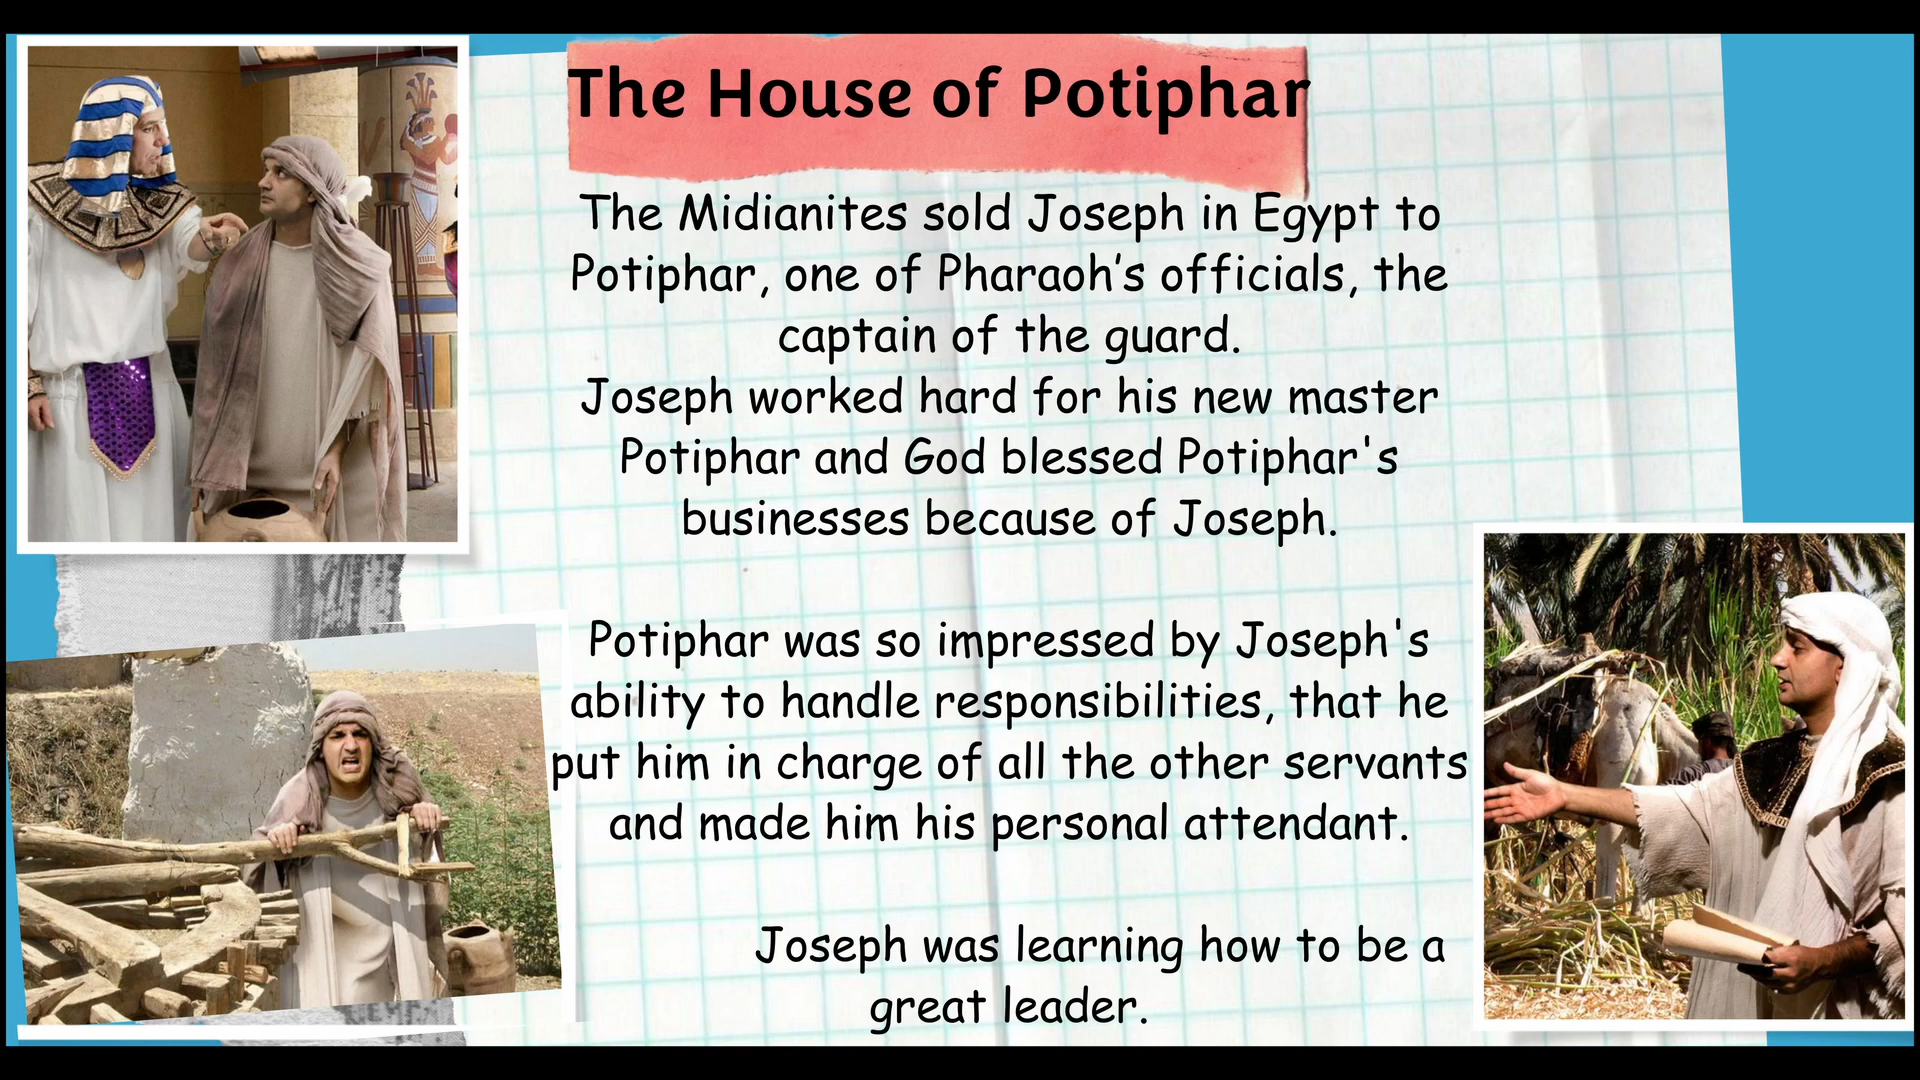 The House of Potiphar
The Midianites sold Joseph in Egypt to
Potiphar, one of Pharaoh's officials, the
captain of the guard.
Joseph worked hard for his new master
Potiphar and God blessed Potiphar's
businesses because of Joseph.
Potiphar was so impressed by Joseph's
ability to handle responsibilities, that he
put him in charge of all the other servants
and made him his personal attendant.
Joseph was learning how to be a
great leader.